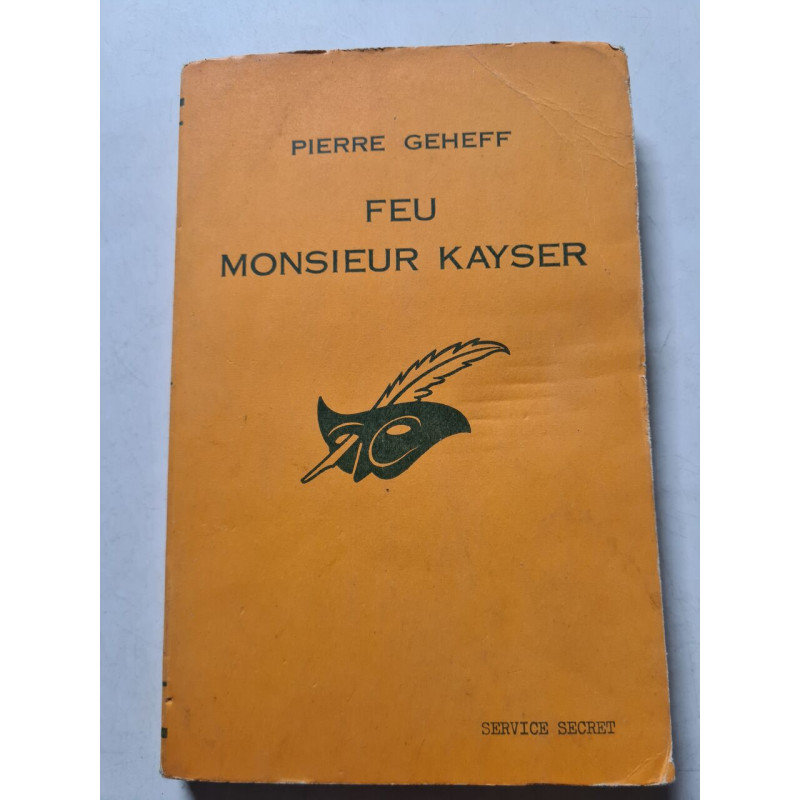 PIERRE GEHEFF
FEU
MONSIEUR KAYSER
SERVICE SECRET